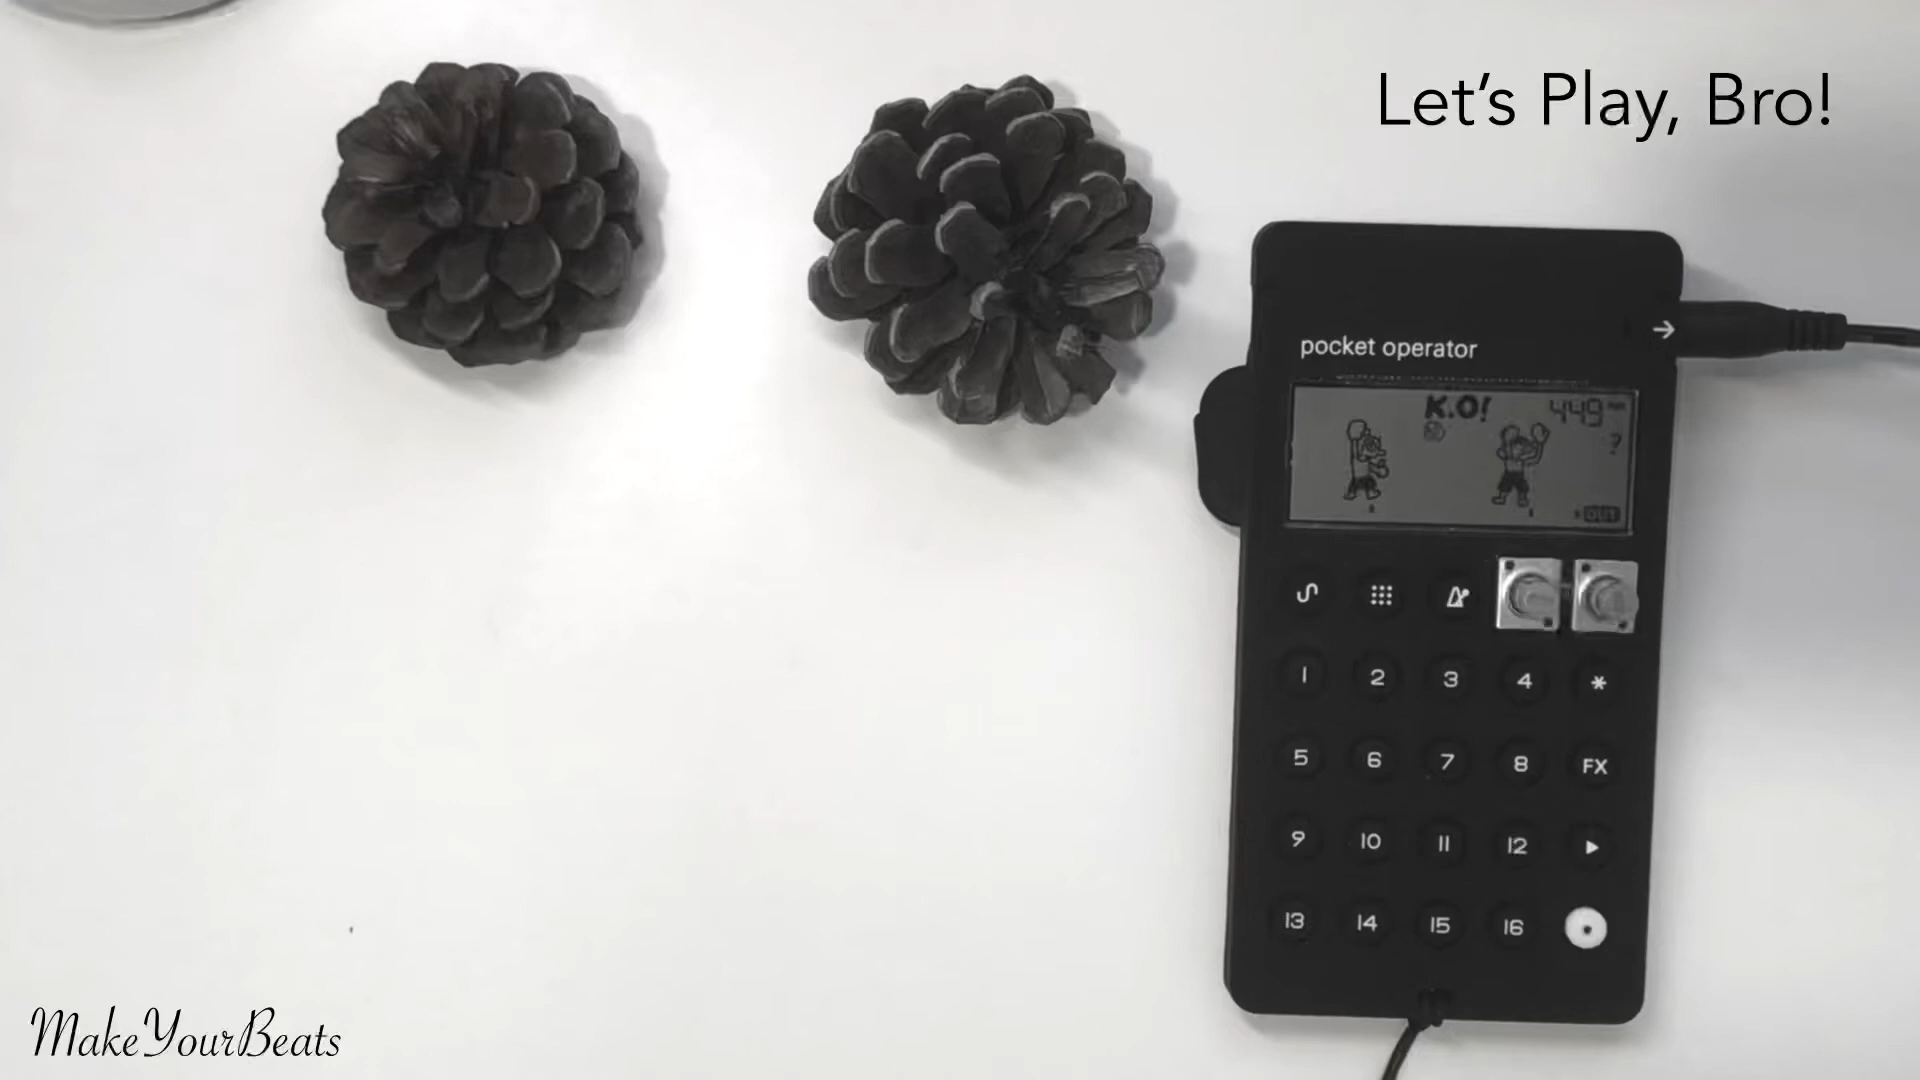 Let's Play, Bro!
→
pocket operator
K.O!
449
?
OUT
1 2 3 4 *
5 6 7 8 FX
9 10 11 12
13 14 15 16
MakeYourBeats